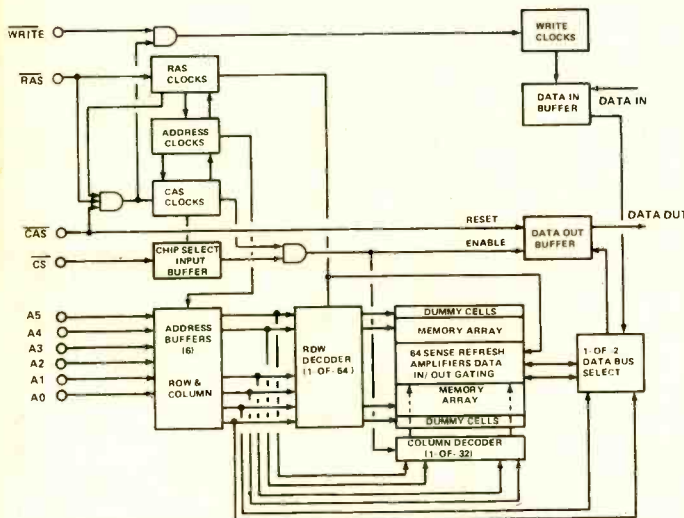 WRITE
RAS
CAS
CS
A5
A4
A3
A2
A1
A0
WRITE
CLOCKS
DATA IN
BUFFER
DATA IN
RAS
CLOCKS
ADDRESS
CLOCKS
CAS
CLOCKS
CHIP SELECT
INPUT
BUFFER
RESET
ENABLE
DATA OUT
BUFFER
DATA OUT
ADDRESS
BUFFERS
(6)
ROW &
COLUMN
ROW
DECODER
(1-OF-64)
DUMMY CELLS
MEMORY ARRAY
64 SENSE REFRESH
AMPLIFIERS DATA
IN/OUT GATING
MEMORY
ARRAY
DUMMY CELLS
COLUMN DECODER
(1-OF-32)
1-OF-2
DATA BUS
SELECT